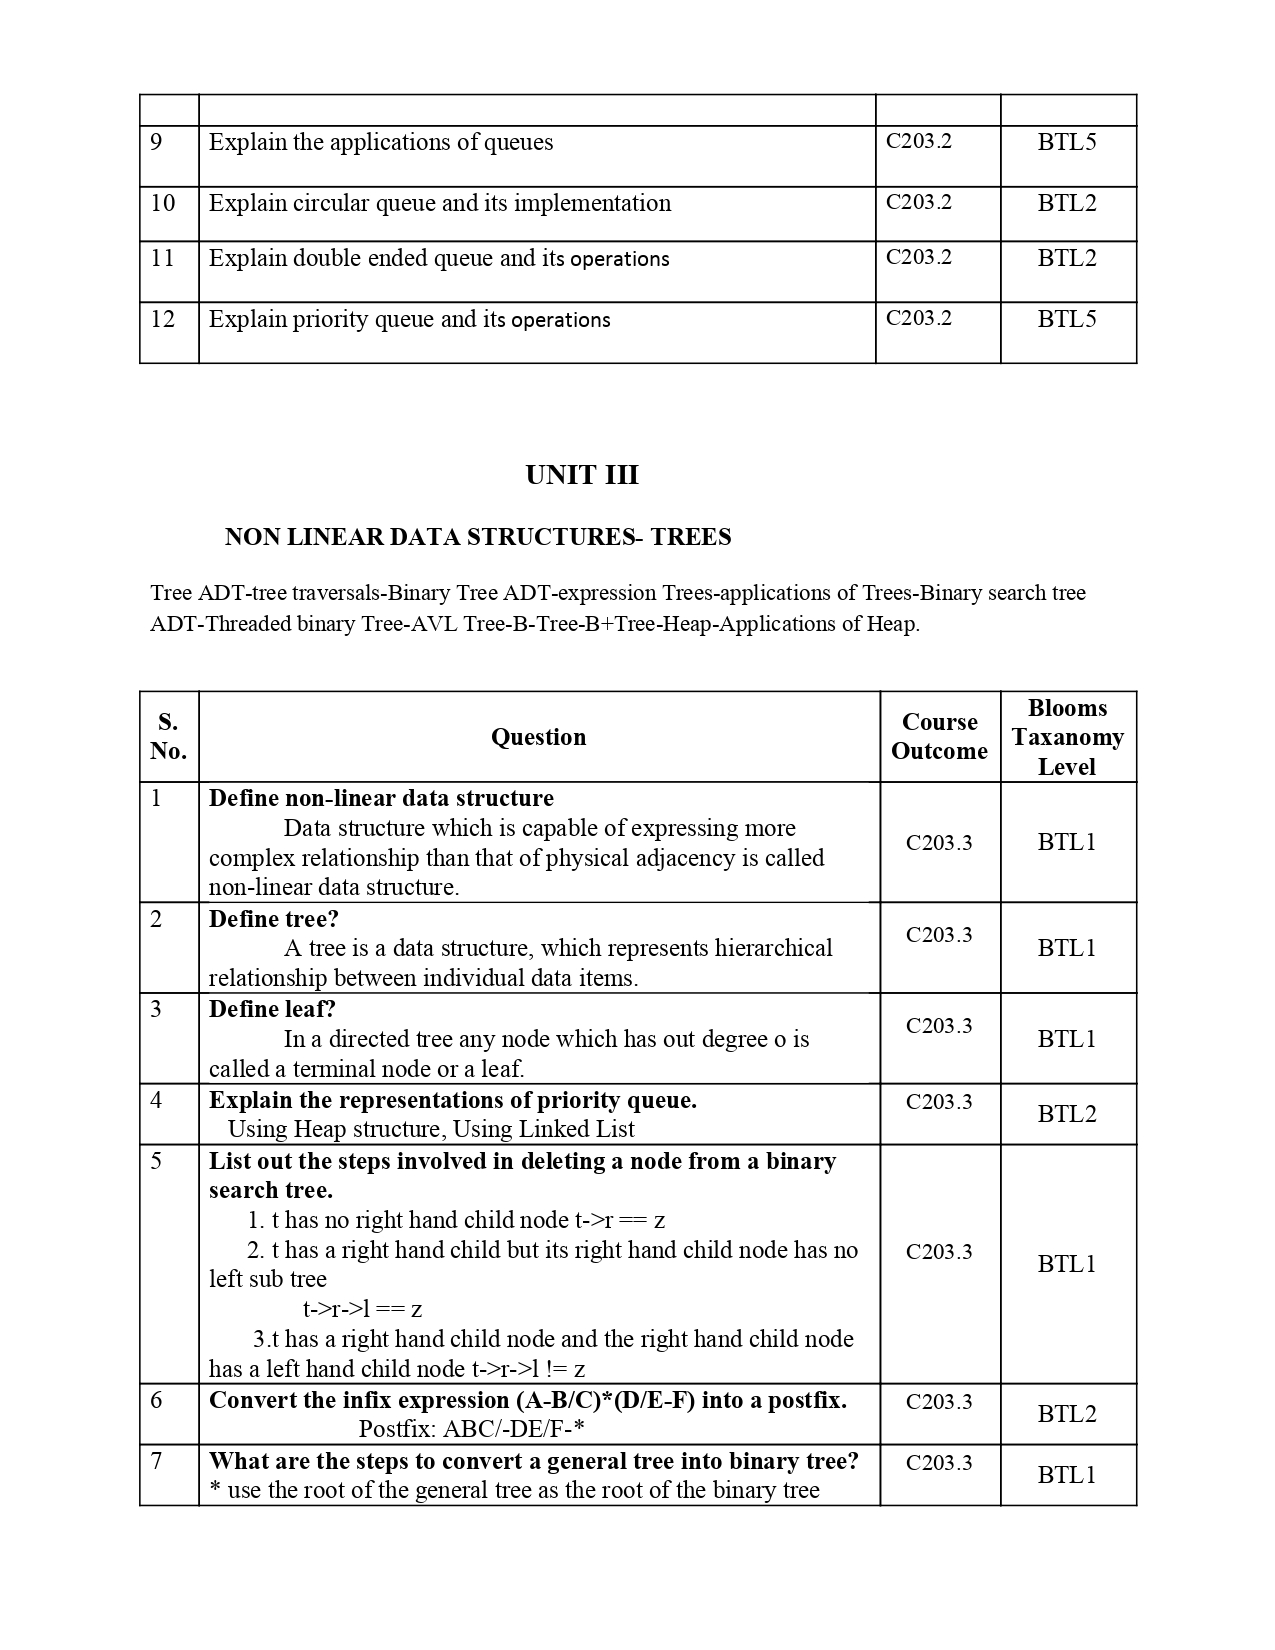 9 Explain the applications of queues C203.2 BTL5
10 Explain circular queue and its implementation C203.2 BTL2
11 Explain double ended queue and its operations C203.2 BTL2
12 Explain priority queue and its operations C203.2 BTL5
UNIT III
NON LINEAR DATA STRUCTURES- TREES
Tree ADT-tree traversals-Binary Tree ADT-expression Trees-applications of Trees-Binary search tree
ADT-Threaded binary Tree-AVL Tree-B-Tree-B+Tree-Heap-Applications of Heap.
S.
No.
Question
Course
Outcome
Blooms
Taxanomy
Level
1 Define non-linear data structure
Data structure which is capable of expressing more
complex relationship than that of physical adjacency is called
non-linear data structure.
C203.3 BTL1
2 Define tree?
A tree is a data structure, which represents hierarchical
relationship between individual data items.
C203.3 BTL1
3 Define leaf?
In a directed tree any node which has out degree o is
called a terminal node or a leaf.
C203.3 BTL1
4 Explain the representations of priority queue.
Using Heap structure, Using Linked List
C203.3 BTL2
5 List out the steps involved in deleting a node from a binary
search tree.
1. t has no right hand child node t->r == z
2. t has a right hand child but its right hand child node has no
left sub tree
t->r->l == z
3.t has a right hand child node and the right hand child node
has a left hand child node t->r->l != z
C203.3 BTL1
6 Convert the infix expression (A-B/C)*(D/E-F) into a postfix.
Postfix: ABC/-DE/F-*
C203.3 BTL2
7 What are the steps to convert a general tree into binary tree?
* use the root of the general tree as the root of the binary tree
C203.3 BTL1